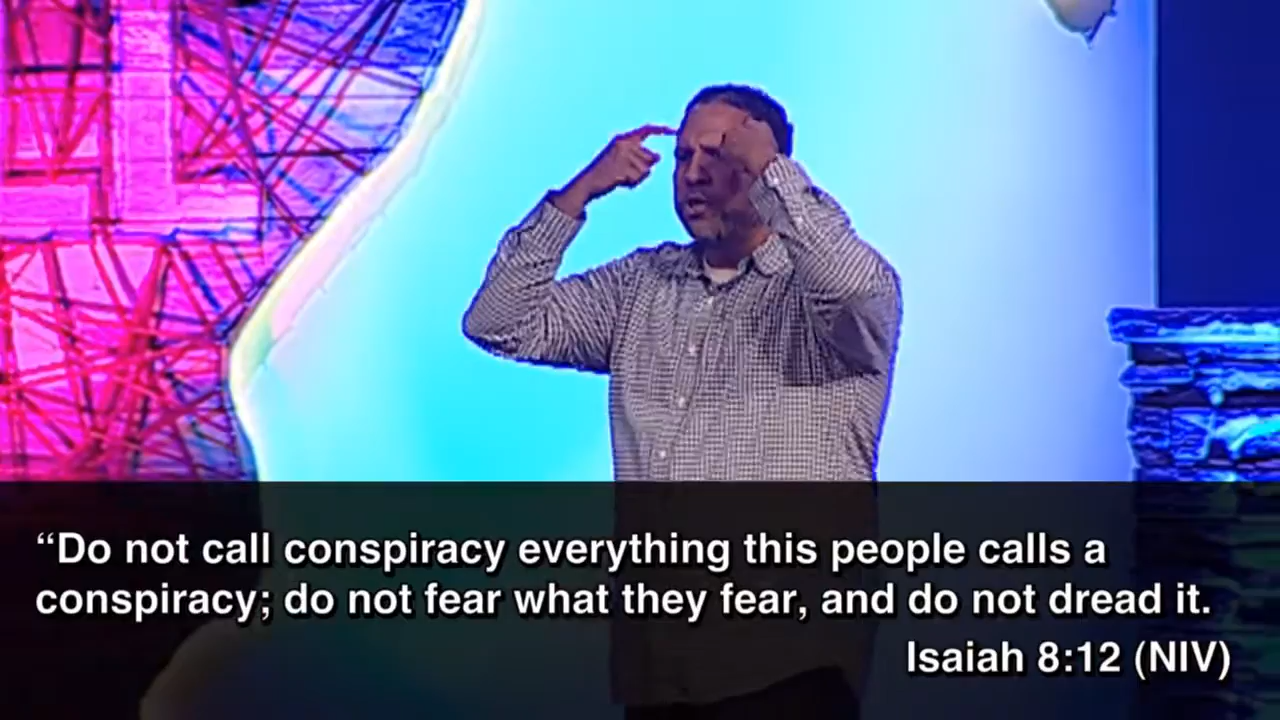 “Do not call conspiracy everything this people calls a
conspiracy; do not fear what they fear, and do not dread it.
Isaiah 8:12 (NIV)